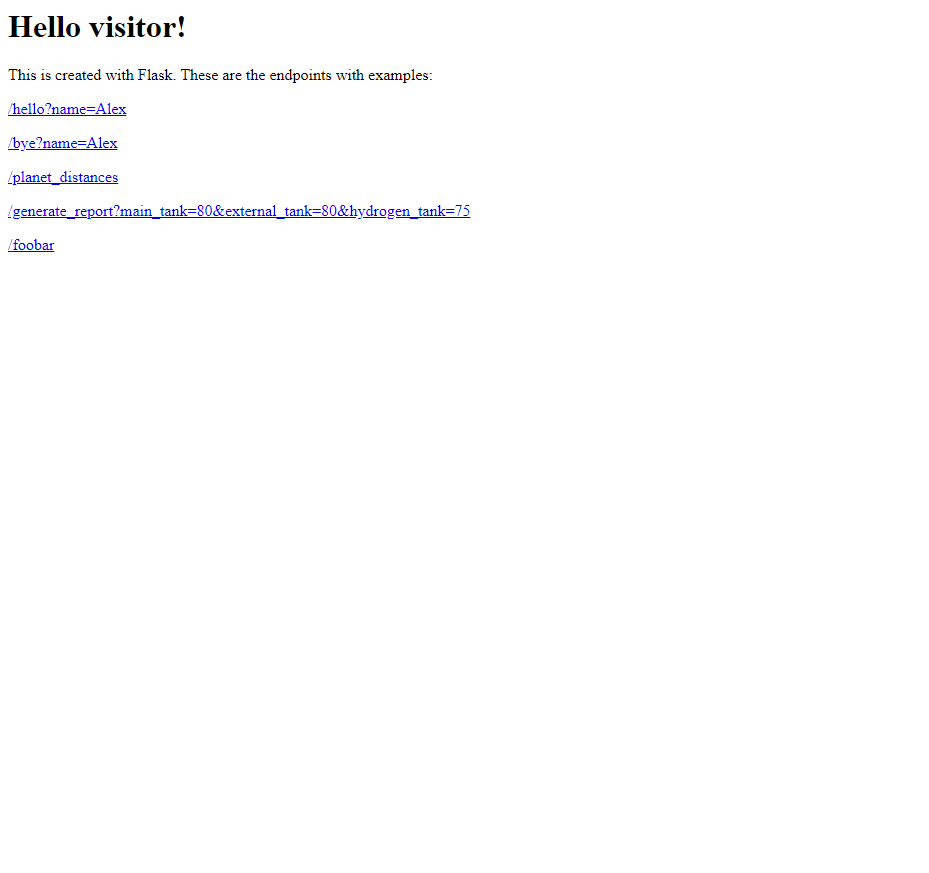 Hello visitor!
This is created with Flask. These are the endpoints with examples:
/hello?name=Alex
/bye?name=Alex
/planet_distances
/generate_report?main_tank=80&external_tank=80&hydrogen_tank=75
/foobar